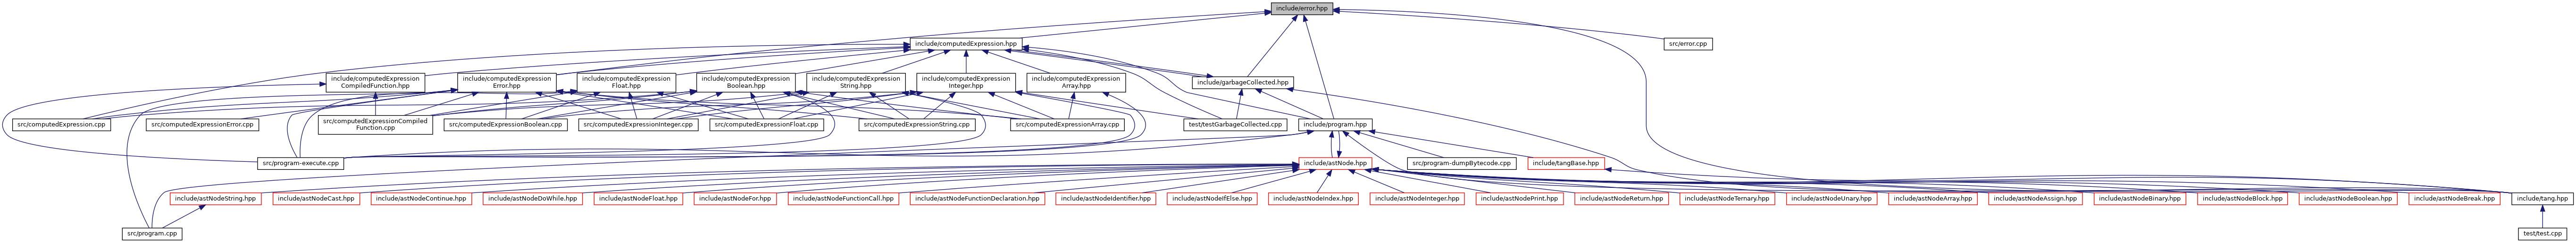 include/error.hpp
include/computedExpression.hpp
src/error.cpp
include/computedExpression
CompiledFunction.hpp
include/computedExpression
Error.hpp
include/computedExpression
Float.hpp
include/computedExpression
Boolean.hpp
include/computedExpression
String.hpp
include/computedExpression
Integer.hpp
include/computedExpression
Array.hpp
include/garbageCollected.hpp
src/computedExpression.cpp
src/computedExpressionError.cpp
src/computedExpressionCompiled
Function.cpp
src/computedExpressionBoolean.cpp
src/computedExpressionInteger.cpp
src/computedExpressionFloat.cpp
src/computedExpressionString.cpp
src/computedExpressionArray.cpp
test/testGarbageCollected.cpp
include/program.hpp
src/program-execute.cpp
include/astNode.hpp
src/program-dumpBytecode.cpp
include/tangBase.hpp
include/astNodeString.hpp
include/astNodeCast.hpp
include/astNodeContinue.hpp
include/astNodeDoWhile.hpp
include/astNodeFloat.hpp
include/astNodeFor.hpp
include/astNodeFunctionCall.hpp
include/astNodeFunctionDeclaration.hpp
include/astNodeIdentifier.hpp
include/astNodeIfElse.hpp
include/astNodeIndex.hpp
include/astNodeInteger.hpp
include/astNodePrint.hpp
include/astNodeReturn.hpp
include/astNodeTernary.hpp
include/astNodeUnary.hpp
include/astNodeArray.hpp
include/astNodeAssign.hpp
include/astNodeBinary.hpp
include/astNodeBlock.hpp
include/astNodeBoolean.hpp
include/astNodeBreak.hpp
include/tang.hpp
src/program.cpp
test/test.cpp